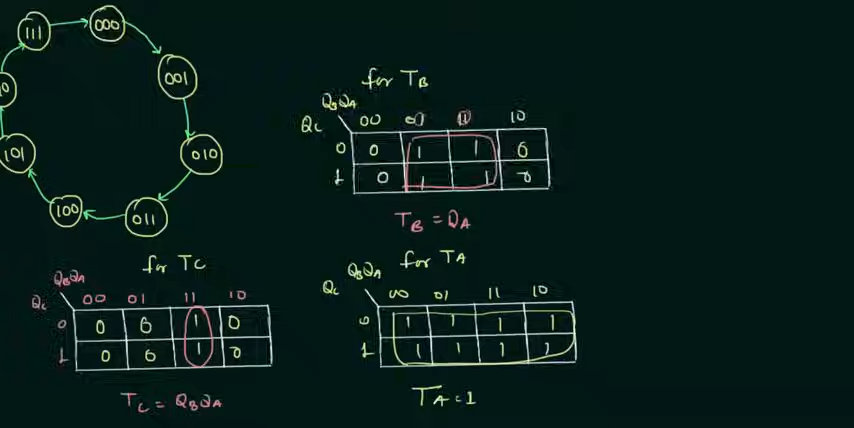 111
000
001
010
011
100
101
0
for TB
QBQA
QC
00 01 11 10
0 0 1 1 0
1 0 1 1 0
TB = QA
for TC
QBQA
QC
00 01 11 10
0 0 0 1 0
1 0 0 1 0
TC = QBQA
for TA
QBQA
QC
00 01 11 10
0 1 1 1 1
1 1 1 1 1
TA = 1